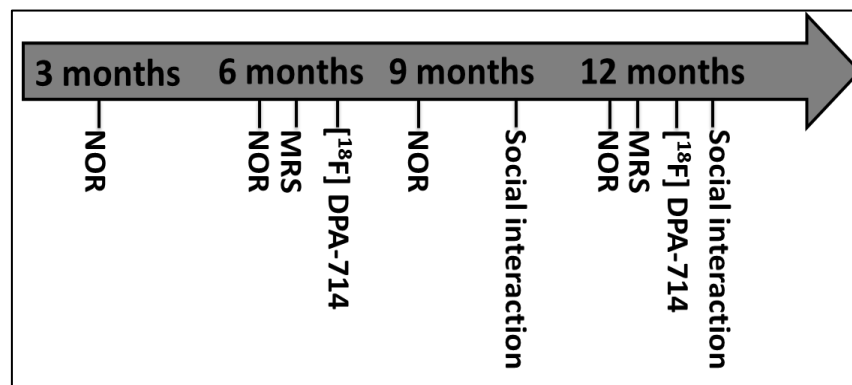 3 months 6 months 9 months 12 months
NOR
NOR
MRS
[¹⁸F] DPA-714
NOR
Social interaction
NOR
MRS
[¹⁸F] DPA-714
Social interaction